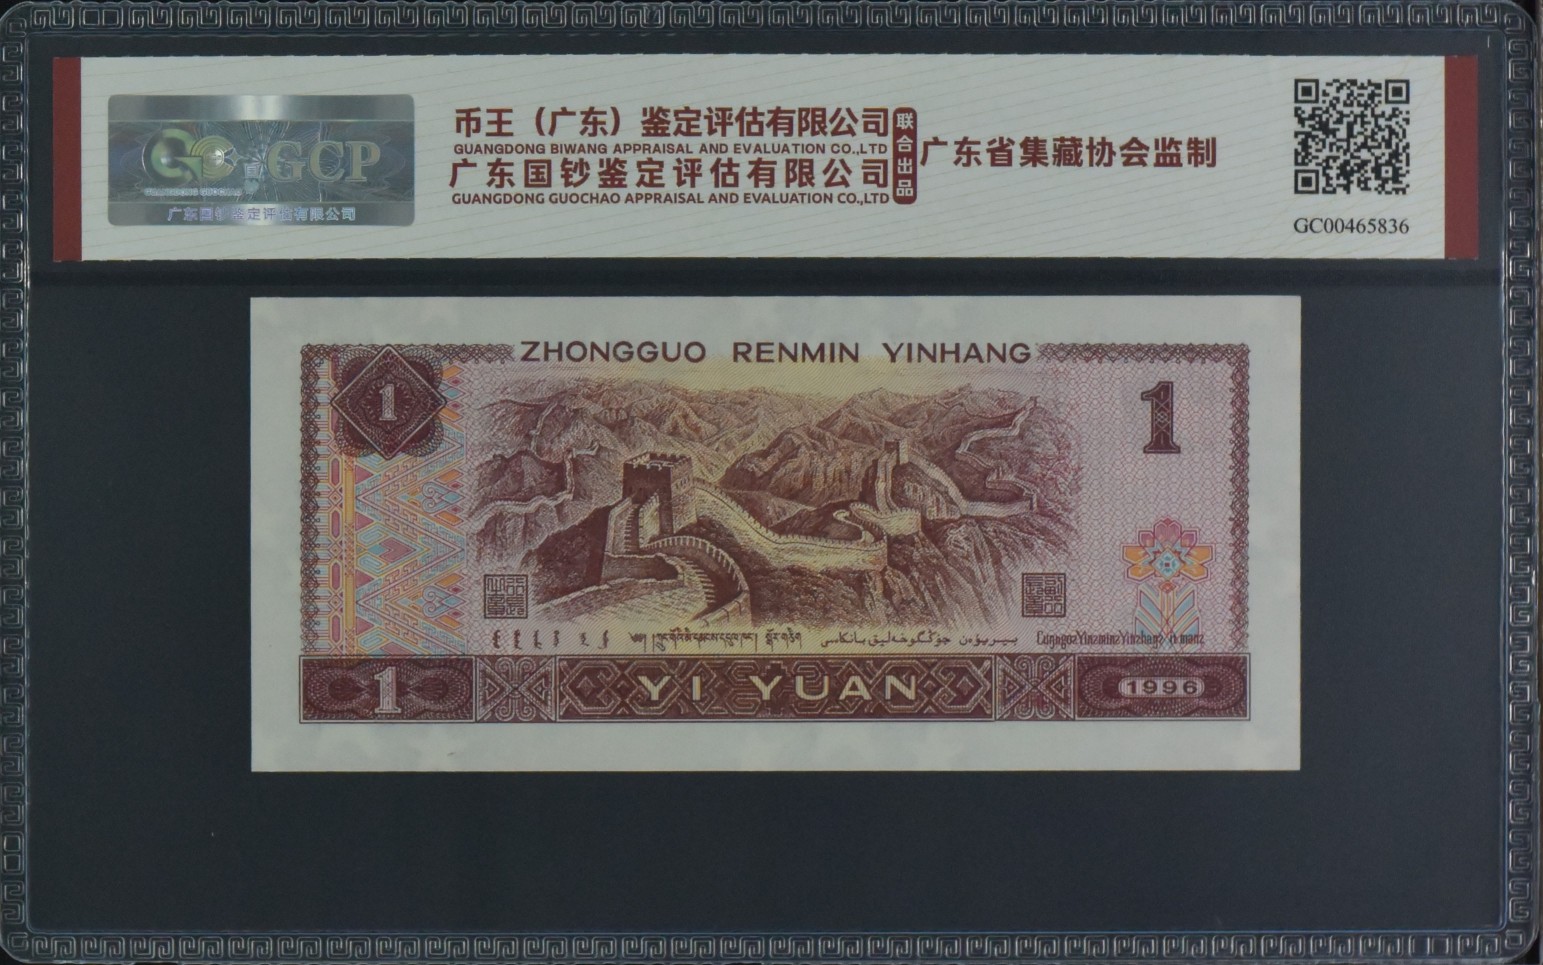 GCP
广东国钞鉴定评估有限公司
币王（广东）鉴定评估有限公司
GUANGDONG BIWANG APPRAISAL AND EVALUATION CO.,LTD
广东国钞鉴定评估有限公司
GUANGDONG GUOCHAO APPRAISAL AND EVALUATION CO.,LTD
联合出品
广东省集藏协会监制
GC00465836
ZHONGGUO RENMIN YINHANG
1
1
1
YI YUAN
1996